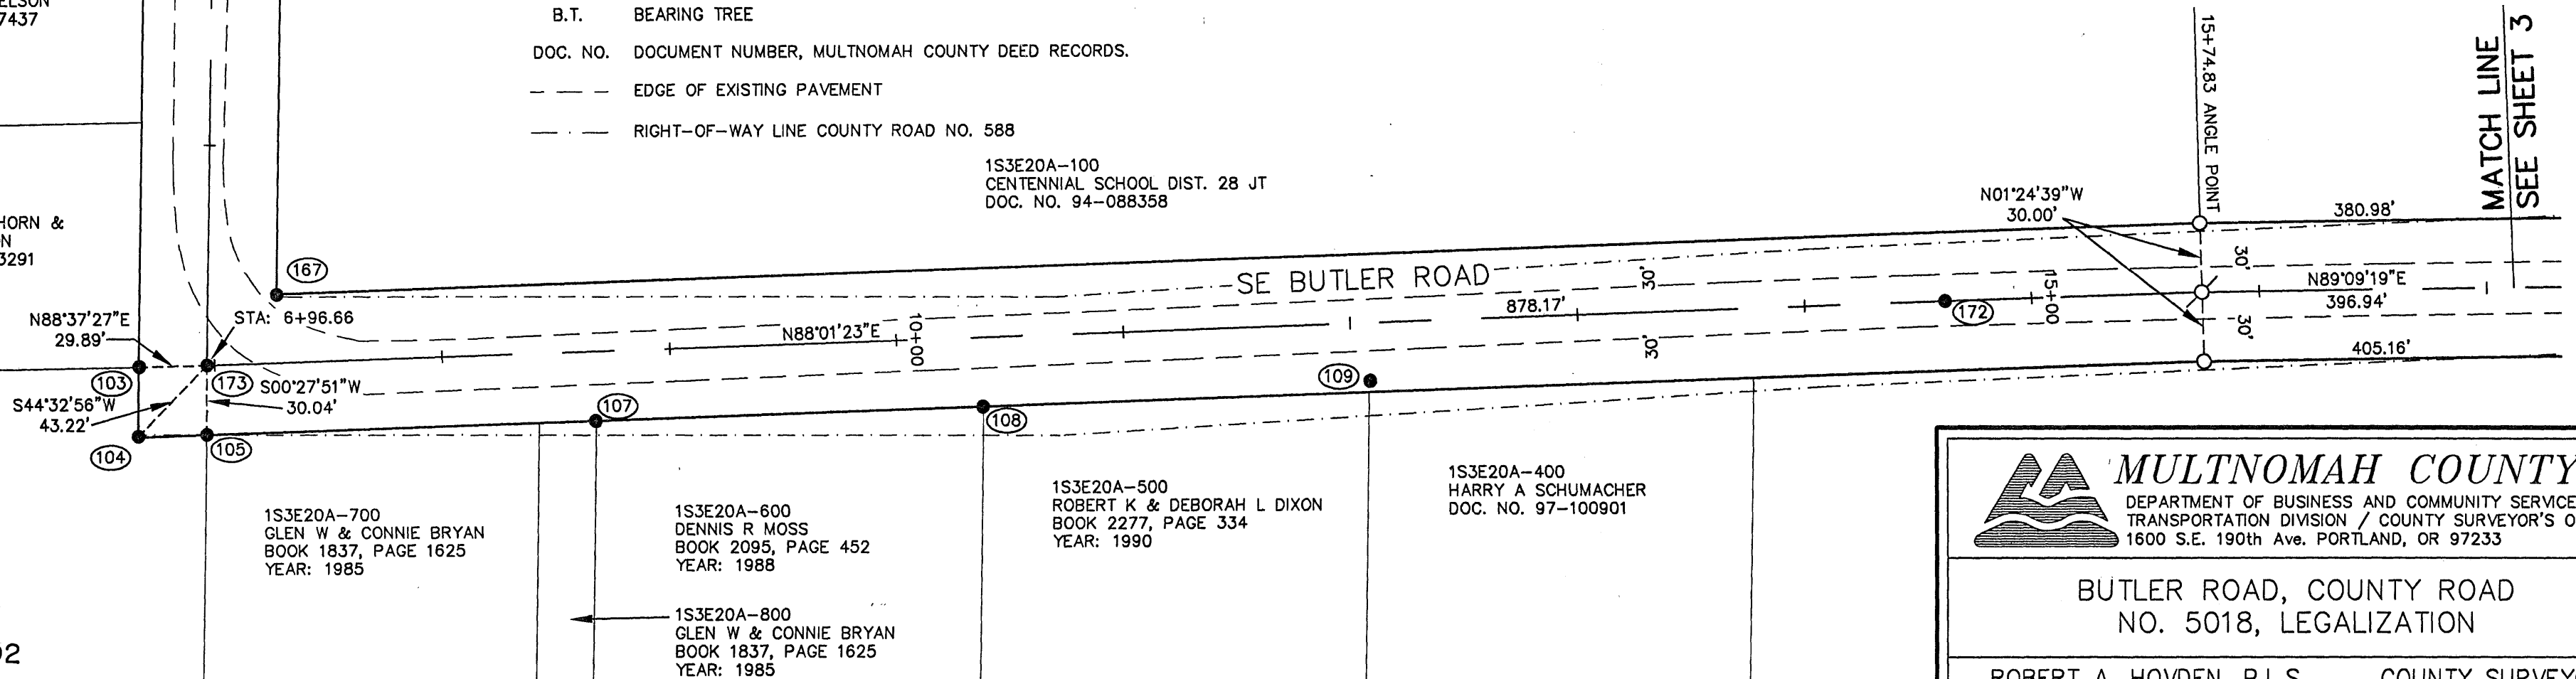 ELSON
7437
B.T. BEARING TREE
DOC. NO. DOCUMENT NUMBER, MULTNOMAH COUNTY DEED RECORDS.
EDGE OF EXISTING PAVEMENT
RIGHT-OF-WAY LINE COUNTY ROAD NO. 588
1S3E20A-100
CENTENNIAL SCHOOL DIST. 28 JT
DOC. NO. 94-088358
15+74.83 ANGLE POINT
MATCH LINE
SEE SHEET 3
HORN &
N
3291
N01°24'39"W
30.00'
380.98'
167
SE BUTLER ROAD
30'
30'
N89°09'19"E
396.94'
N88°37'27"E
29.89'
STA: 6+96.66
N88°01'23"E
10+00
878.17'
172
15+00
30'
30'
405.16'
103
173
S00°27'51"W
30.04'
S44°32'56"W
43.22'
109
107
108
104
105
1S3E20A-700
GLEN W & CONNIE BRYAN
BOOK 1837, PAGE 1625
YEAR: 1985
1S3E20A-600
DENNIS R MOSS
BOOK 2095, PAGE 452
YEAR: 1988
1S3E20A-800
GLEN W & CONNIE BRYAN
BOOK 1837, PAGE 1625
YEAR: 1985
1S3E20A-500
ROBERT K & DEBORAH L DIXON
BOOK 2277, PAGE 334
YEAR: 1990
1S3E20A-400
HARRY A SCHUMACHER
DOC. NO. 97-100901
MULTNOMAH COUNTY
DEPARTMENT OF BUSINESS AND COMMUNITY SERVICE
TRANSPORTATION DIVISION / COUNTY SURVEYOR'S O
1600 S.E. 190th Ave. PORTLAND, OR 97233
BUTLER ROAD, COUNTY ROAD
NO. 5018, LEGALIZATION
ROBERT A. HOVDEN, P.L.S. COUNTY SURVEY
02